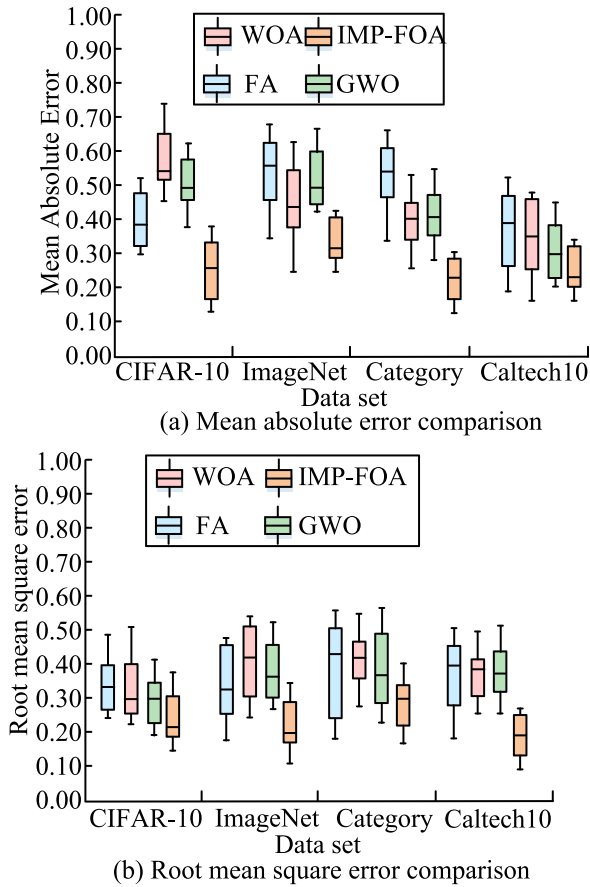 1.00
WOA IMP-FOA
0.90
0.80
FA GWO
0.70
0.60
0.50
0.40
0.30
0.20
0.10
0.00
Mean Absolute Error
CIFAR-10 ImageNet Category Caltech10
Data set
(a) Mean absolute error comparison
1.00
WOA IMP-FOA
0.90
0.80
FA GWO
0.70
0.60
0.50
0.40
0.30
0.20
0.10
0.00
Root mean square error
CIFAR-10 ImageNet Category Caltech10
Data set
(b) Root mean square error comparison